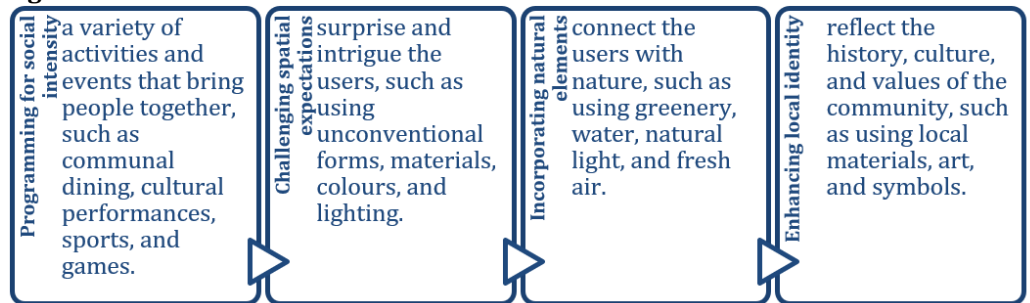 Programming for social
intensity
a variety of
activities and
events that bring
people together,
such as
communal
dining, cultural
performances,
sports, and
games.
Challenging spatial
expectations
surprise and
intrigue the
users, such as
using
unconventional
forms, materials,
colours, and
lighting.
Incorporating natural
elements
connect the
users with
nature, such as
using greenery,
water, natural
light, and fresh
air.
Enhancing local identity
reflect the
history, culture,
and values of the
community, such
as using local
materials, art,
and symbols.